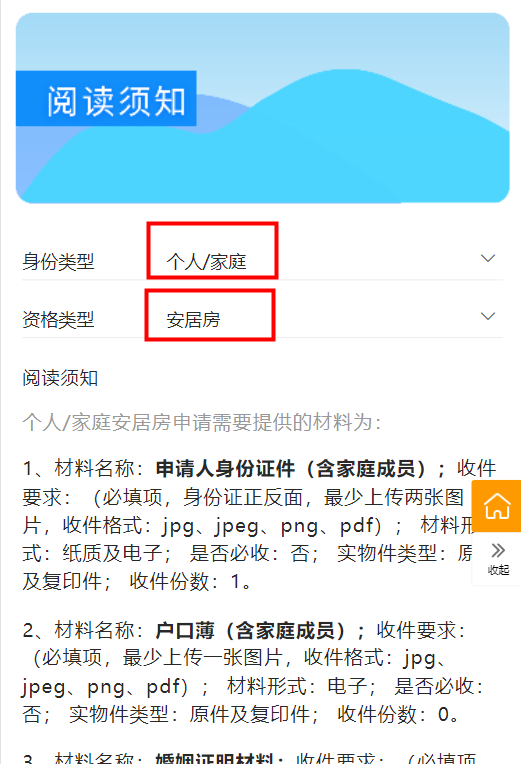 阅读须知
身份类型 个人/家庭
资格类型 安居房
阅读须知
个人/家庭安居房申请需要提供的材料为：
1、材料名称：申请人身份证件（含家庭成员）；收件
要求：（必填项，身份证正反面，最少上传两张图
片，收件格式：jpg、jpeg、png、pdf）； 材料形
式：纸质及电子； 是否必收：否； 实物件类型：原件
及复印件； 收件份数：1。
收起
2、材料名称：户口薄（含家庭成员）；收件要求：
（必填项，最少上传一张图片，收件格式：jpg、
jpeg、png、pdf）； 材料形式：电子； 是否必收：
否； 实物件类型：原件及复印件； 收件份数：0。
3、材料名称：婚姻证明材料；收件要求：（必填项